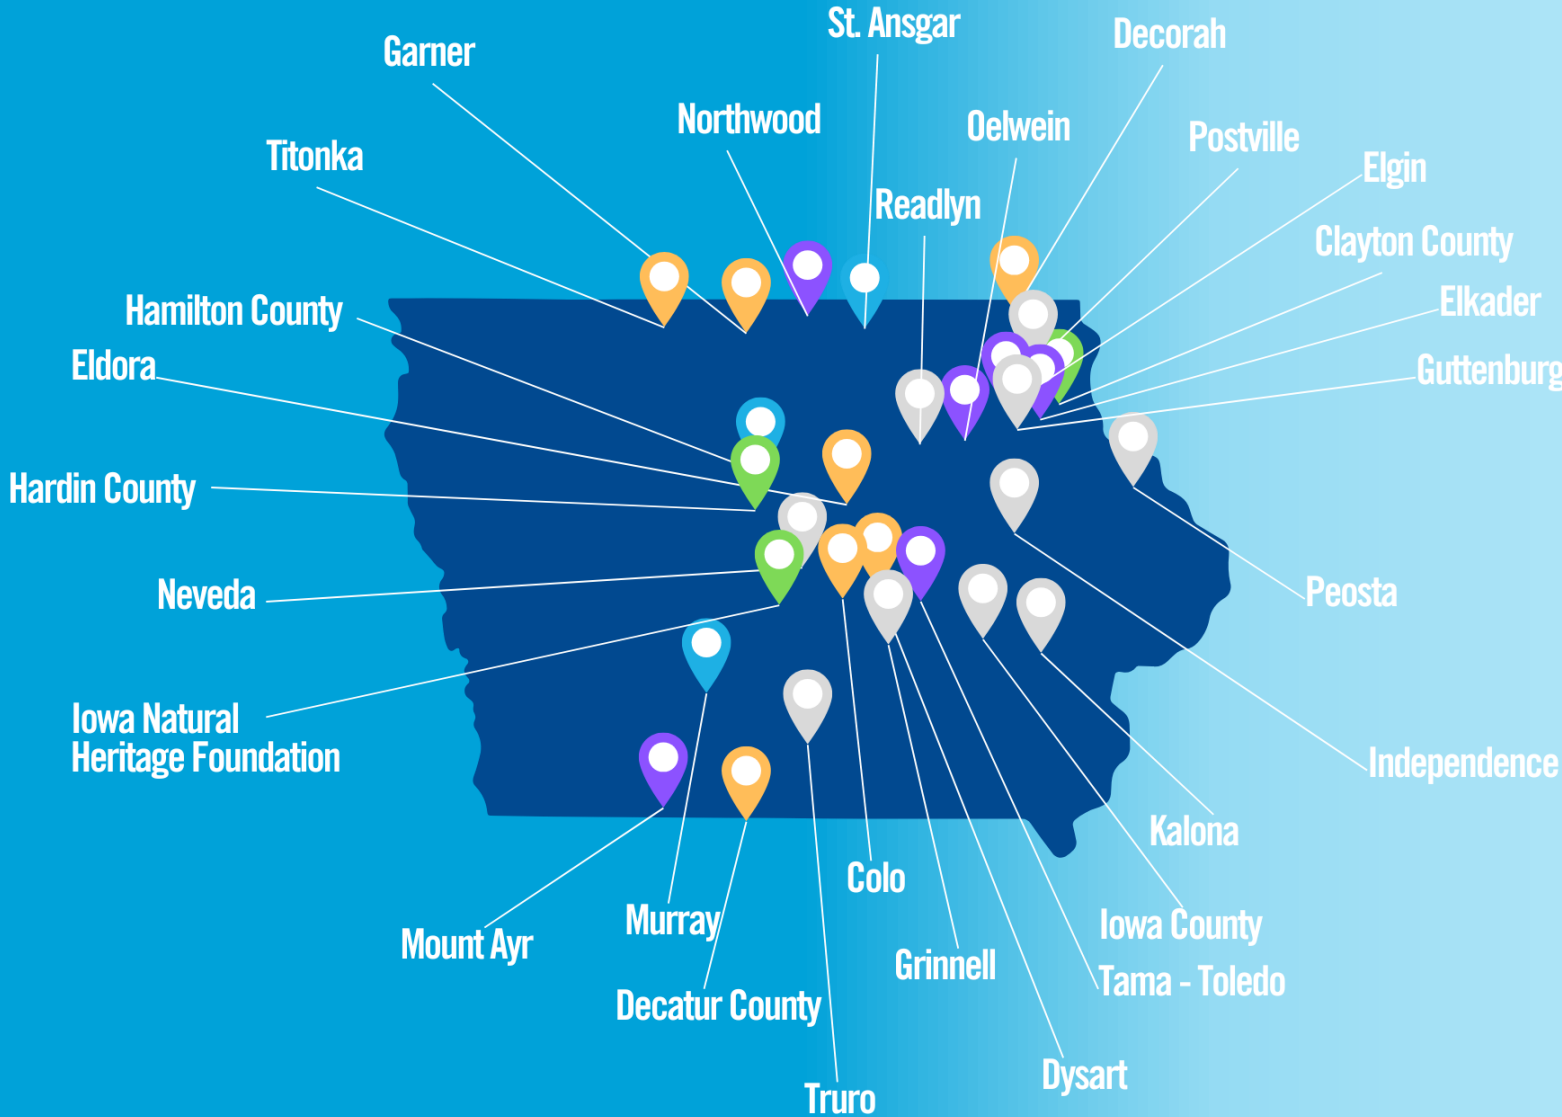 St. Ansgar
Decorah
Garner
Northwood
Oelwein
Postville
Titonka
Elgin
Readlyn
Clayton County
Hamilton County
Elkader
Eldora
Guttenburg
Hardin County
Neveda
Peosta
Iowa Natural
Heritage Foundation
Independence
Kalona
Colo
Murray
Iowa County
Mount Ayr
Grinnell
Tama - Toledo
Decatur County
Dysart
Truro